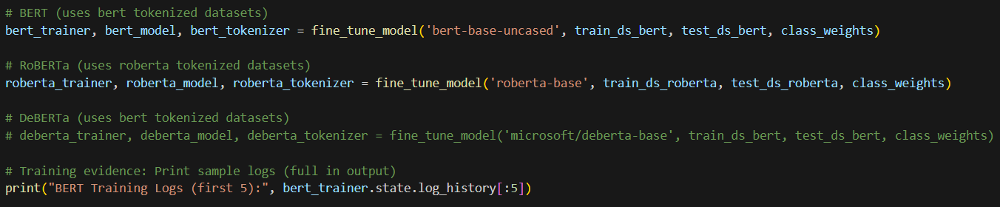 # BERT (uses bert tokenized datasets)
bert_trainer, bert_model, bert_tokenizer = fine_tune_model('bert-base-uncased', train_ds_bert, test_ds_bert, class_weights)
# RoBERTa (uses roberta tokenized datasets)
roberta_trainer, roberta_model, roberta_tokenizer = fine_tune_model('roberta-base', train_ds_roberta, test_ds_roberta, class_weights)
# DeBERTa (uses bert tokenized datasets)
# deberta_trainer, deberta_model, deberta_tokenizer = fine_tune_model('microsoft/deberta-base', train_ds_bert, test_ds_bert, class_weights)
# Training evidence: Print sample logs (full in output)
print("BERT Training Logs (first 5):", bert_trainer.state.log_history[:5])